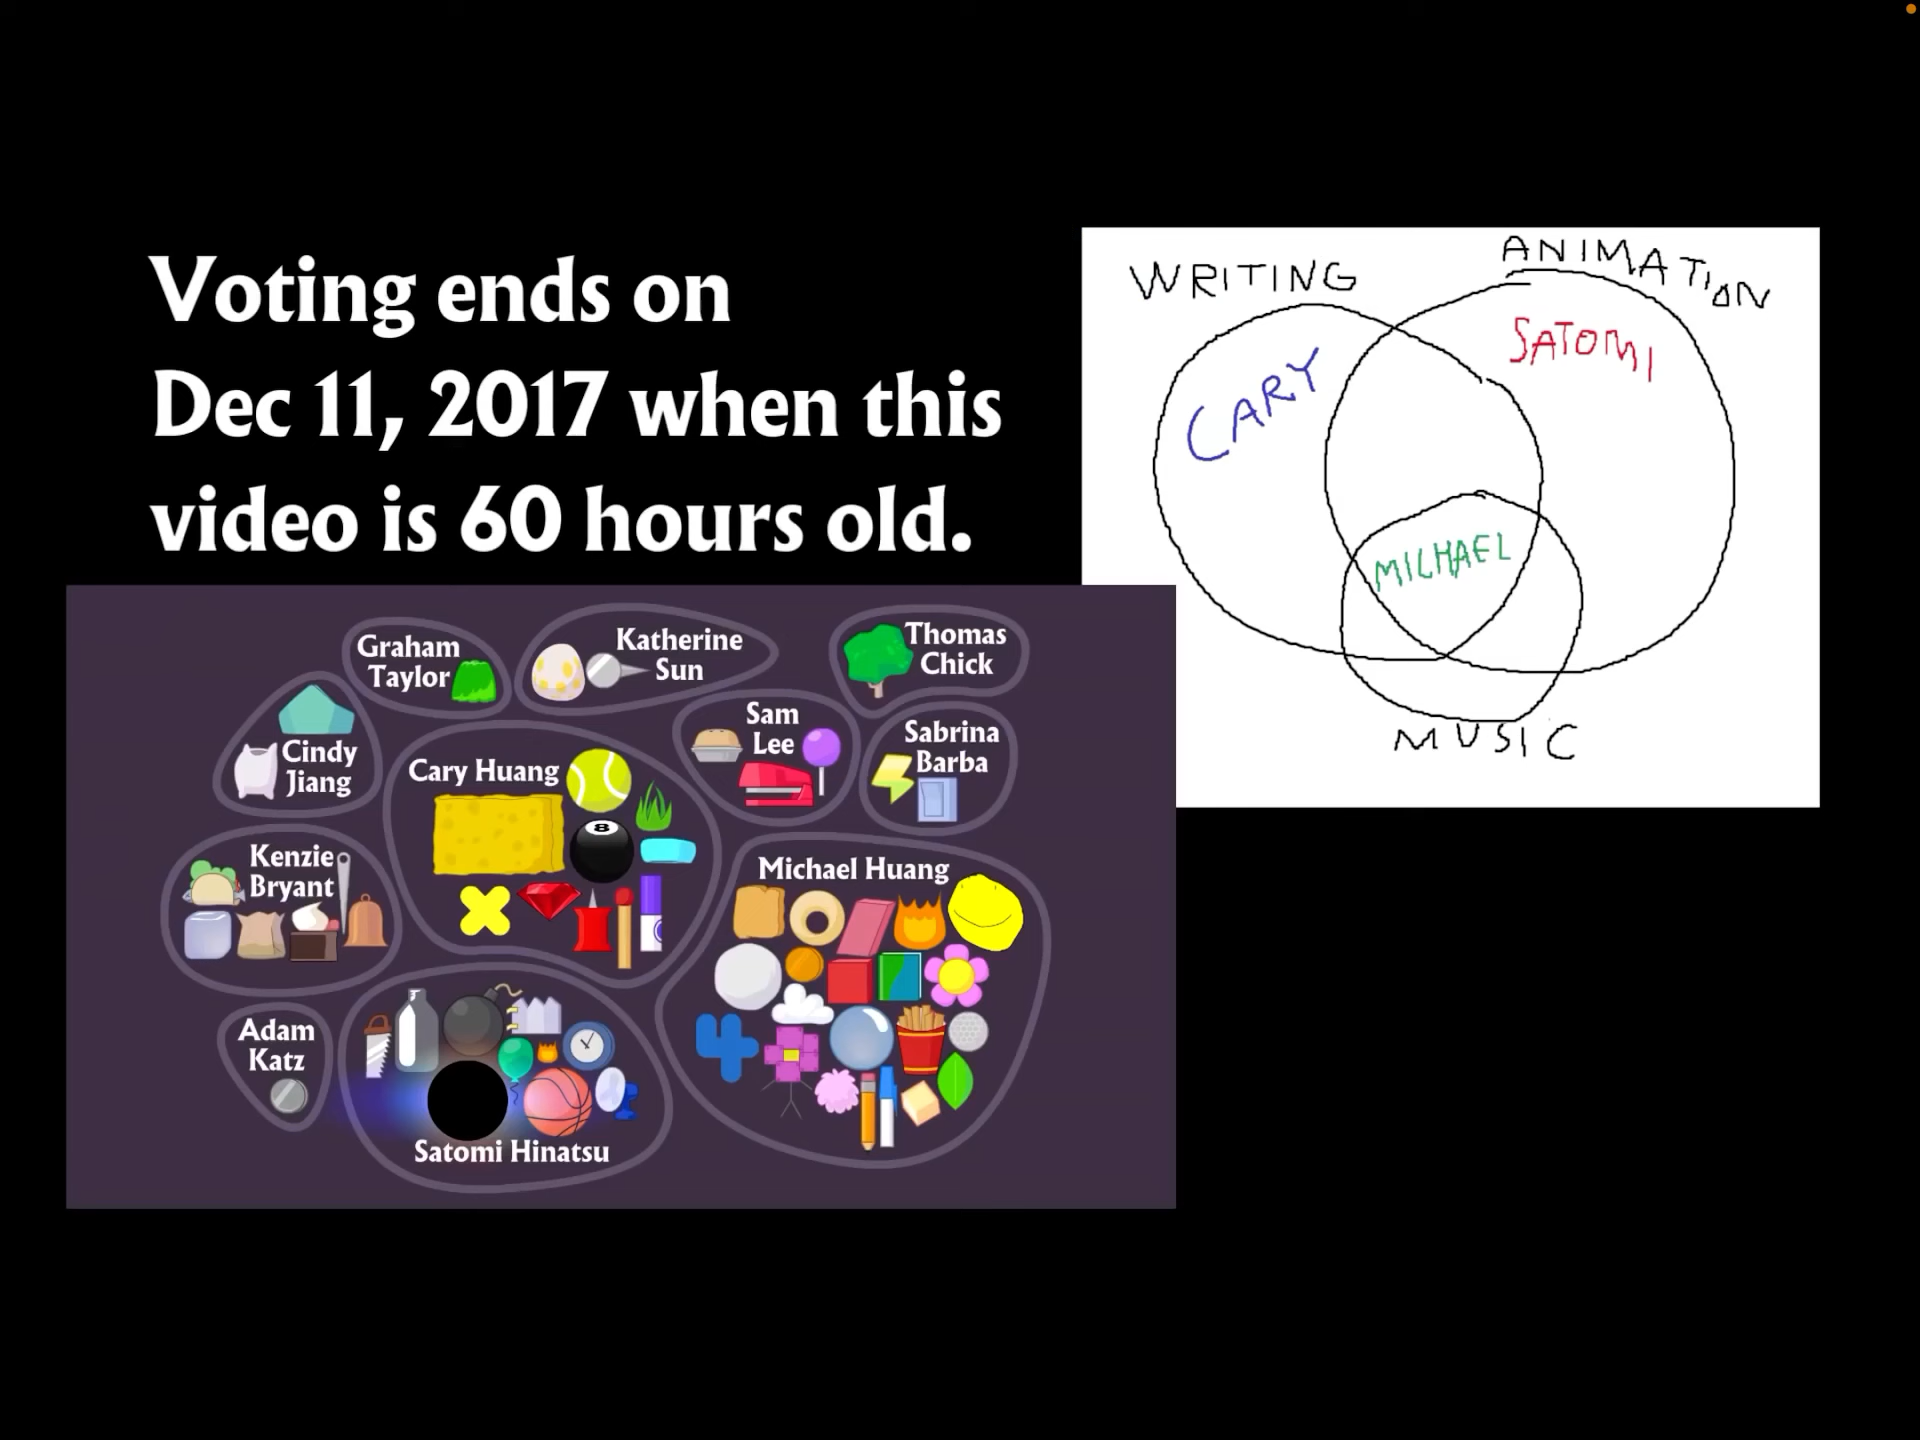 Voting ends on
Dec 11, 2017 when this
video is 60 hours old.
WRITING
ANIMATION
CARY
SATOMI
MICHAEL
MUSIC
Graham
Taylor
Katherine
Sun
Thomas
Chick
Cindy
Jiang
Sam
Lee
Sabrina
Barba
Cary Huang
8
Kenzie
Bryant
Michael Huang
Adam
Katz
Satomi Hinatsu